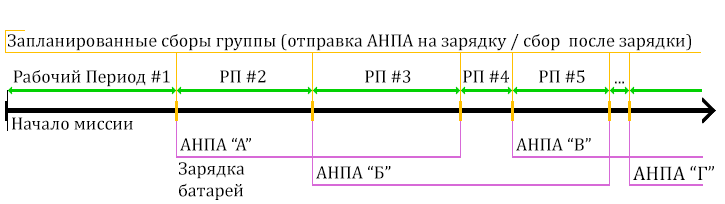 Запланированные сборы группы (отправка АНПА на зарядку / сбор после зарядки)
Рабочий Период #1 РП #2 РП #3 РП #4 РП #5 ...
Начало миссии
АНПА “А” АНПА “В”
Зарядка
батарей
АНПА “Б” АНПА “Г”